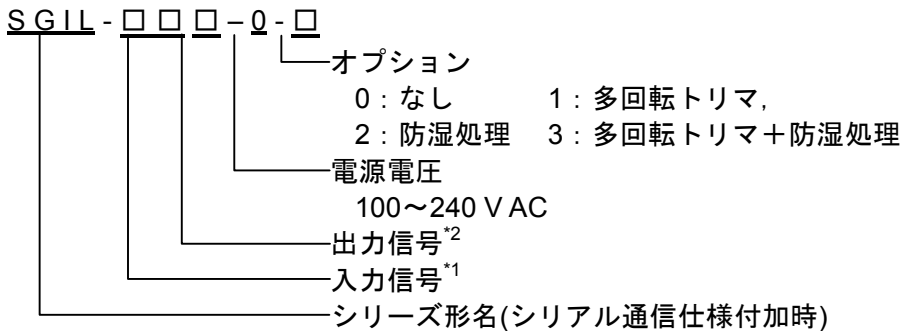 SGIL-□□□–0-□
オプション
0：なし 1：多回転トリマ,
2：防湿処理 3：多回転トリマ＋防湿処理
電源電圧
100～240 V AC
出力信号*2
入力信号*1
シリーズ形名(シリアル通信仕様付加時)